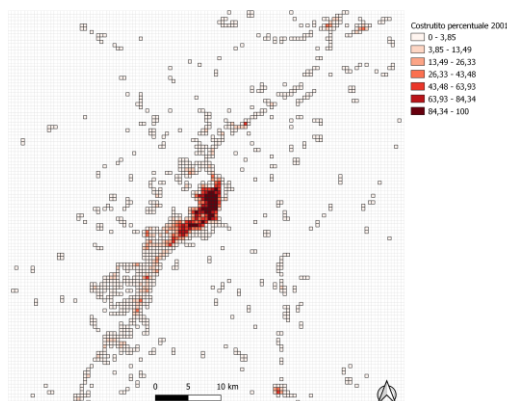 Costrutito percentuale 2001
0 - 3,85
3,85 - 13,49
13,49 - 26,33
26,33 - 43,48
43,48 - 63,93
63,93 - 84,34
84,34 - 100
0 5 10 km